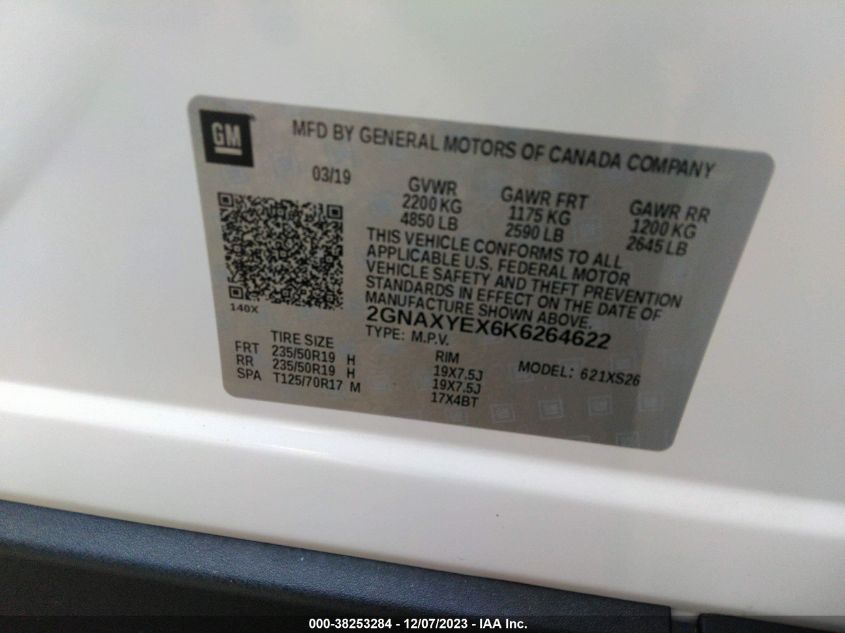 GM
MFD BY GENERAL MOTORS OF CANADA COMPANY
03/19
GVWR GAWR FRT GAWR RR
2200 KG 1175 KG 1200 KG
4850 LB 2590 LB 2645 LB
THIS VEHICLE CONFORMS TO ALL
APPLICABLE U.S. FEDERAL MOTOR
VEHICLE SAFETY AND THEFT PREVENTION
STANDARDS IN EFFECT ON THE DATE OF
MANUFACTURE SHOWN ABOVE.
140X
2GNAXYEX6K6264622
TYPE: M.P.V.
TIRE SIZE RIM MODEL: 621XS26
FRT 235/50R19 H 19X7.5J
RR 235/50R19 H 19X7.5J
SPA T125/70R17 M 17X4BT
000-38253284 - 12/07/2023 - IAA Inc.